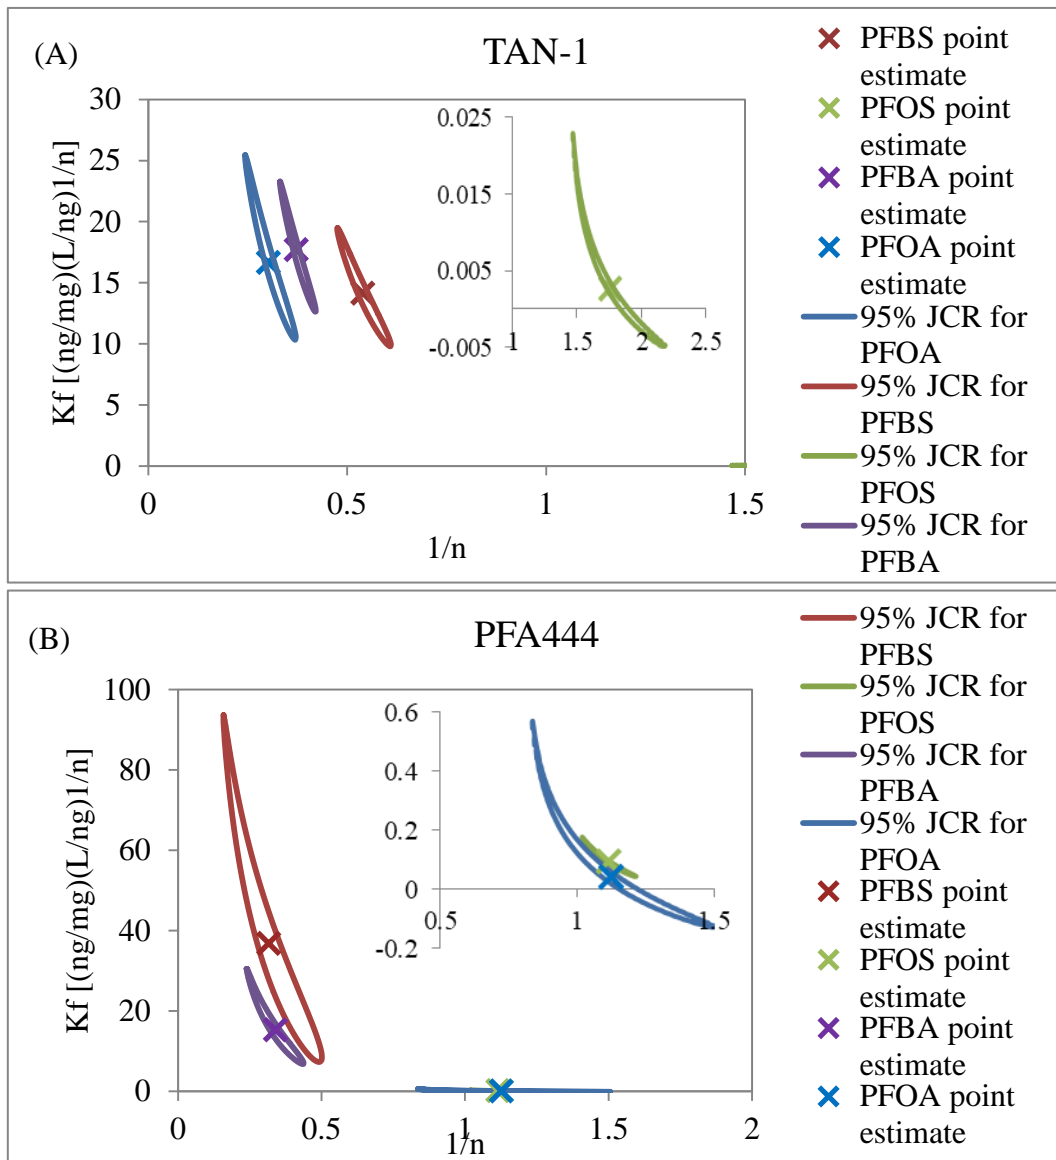 (A)
TAN-1
Kf [(ng/mg)(L/ng)1/n]
30
25
20
15
10
5
0
0
0.5
1
1.5
1/n
0.025
0.015
0.005
-0.005
1
1.5
2
2.5
PFBS point
estimate
PFOS point
estimate
PFBA point
estimate
PFOA point
estimate
95% JCR for
PFOA
95% JCR for
PFBS
95% JCR for
PFOS
95% JCR for
PFBA
(B)
PFA444
Kf [(ng/mg)(L/ng)1/n]
100
80
60
40
20
0
0
0.5
1
1.5
2
1/n
0.6
0.4
0.2
0
-0.2
0.5
1
1.5
95% JCR for
PFBS
95% JCR for
PFOS
95% JCR for
PFBA
95% JCR for
PFOA
PFBS point
estimate
PFOS point
estimate
PFBA point
estimate
PFOA point
estimate